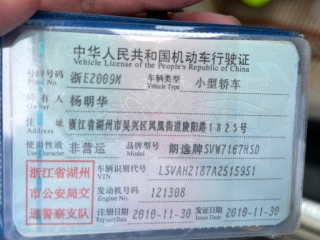 中华人民共和国机动车行驶证
Vehicle License of the People's Republic of China
号牌号码 浙E2009M 车辆类型 小型轿车
Plate No. Vehicle Type
所有人 杨明华
Owner
住址 浙江省湖州市吴兴区凤凰街道陵阳路1825号
Address
使用性质 非营运 品牌型号 朗逸牌SVW7167HSD
Use Character Model
浙江省湖州 车辆识别代号 LSVAH2187A2515951
VIN
市公安局交 发动机号码 121308
Engine No.
通警察支队 注册日期 2010-11-30 发证日期 2010-11-30
Register Date Issue Date